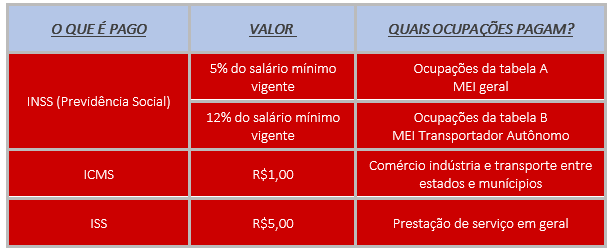 O QUE É PAGO
VALOR
QUAIS OCUPAÇÕES PAGAM?
INSS (Previdência Social)
5% do salário mínimo
vigente
Ocupações da tabela A
MEI geral
12% do salário mínimo
vigente
Ocupações da tabela B
MEI Transportador Autônomo
ICMS
R$1,00
Comércio indústria e transporte entre
estados e munícipios
ISS
R$5,00
Prestação de serviço em geral